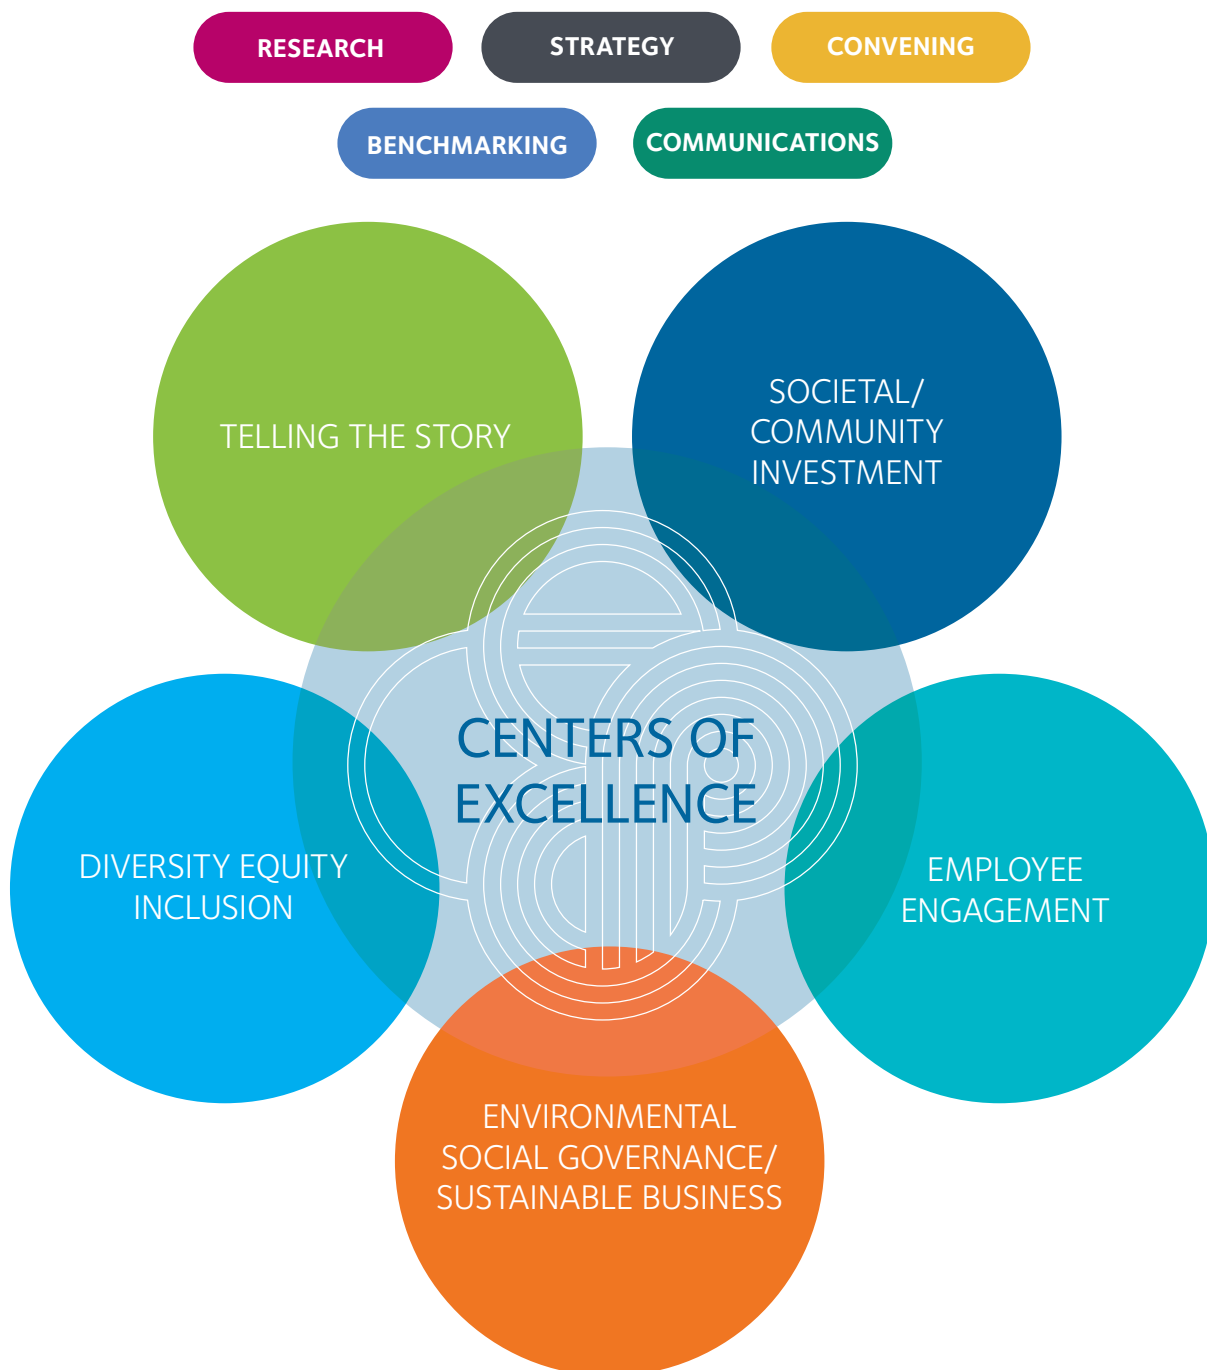 RESEARCH
STRATEGY
CONVENING
BENCHMARKING
COMMUNICATIONS
TELLING THE STORY
SOCIETAL/
COMMUNITY
INVESTMENT
CENTERS OF
EXCELLENCE
DIVERSITY EQUITY
INCLUSION
EMPLOYEE
ENGAGEMENT
ENVIRONMENTAL
SOCIAL GOVERNANCE/
SUSTAINABLE BUSINESS